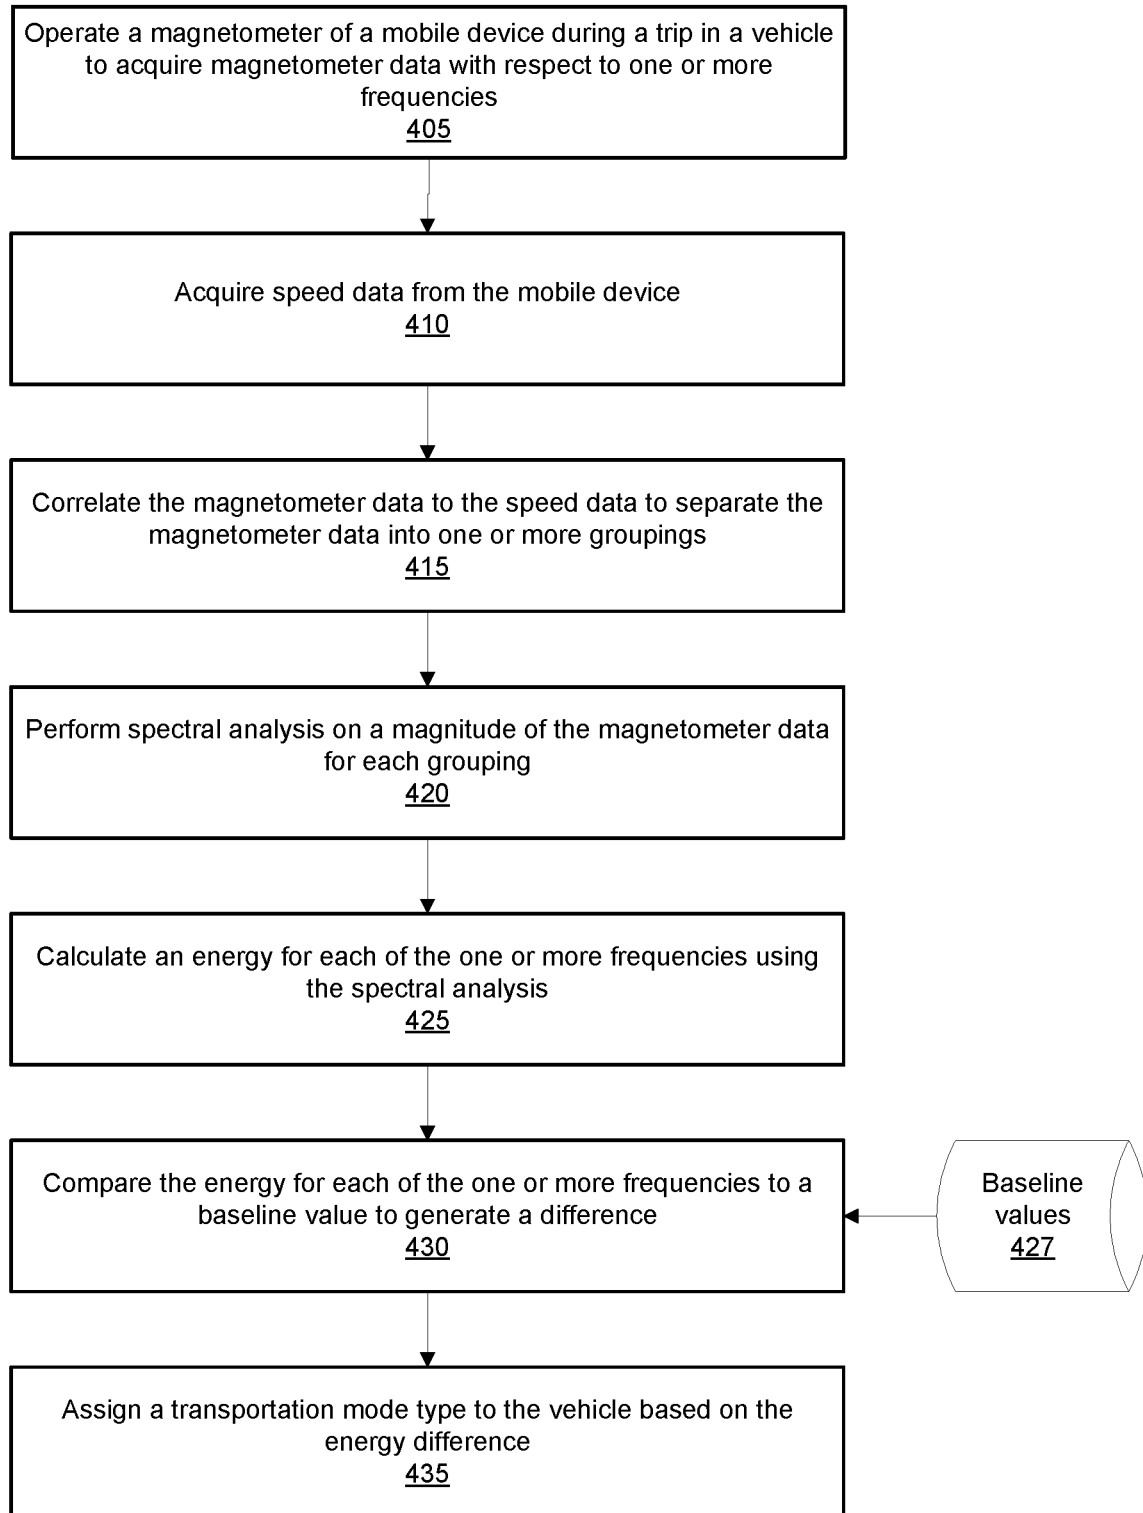 Operate a magnetometer of a mobile device during a trip in a vehicle
to acquire magnetometer data with respect to one or more
frequencies
405
Acquire speed data from the mobile device
410
Correlate the magnetometer data to the speed data to separate the
magnetometer data into one or more groupings
415
Perform spectral analysis on a magnitude of the magnetometer data
for each grouping
420
Calculate an energy for each of the one or more frequencies using
the spectral analysis
425
Compare the energy for each of the one or more frequencies to a
baseline value to generate a difference
430
Baseline
values
427
Assign a transportation mode type to the vehicle based on the
energy difference
435